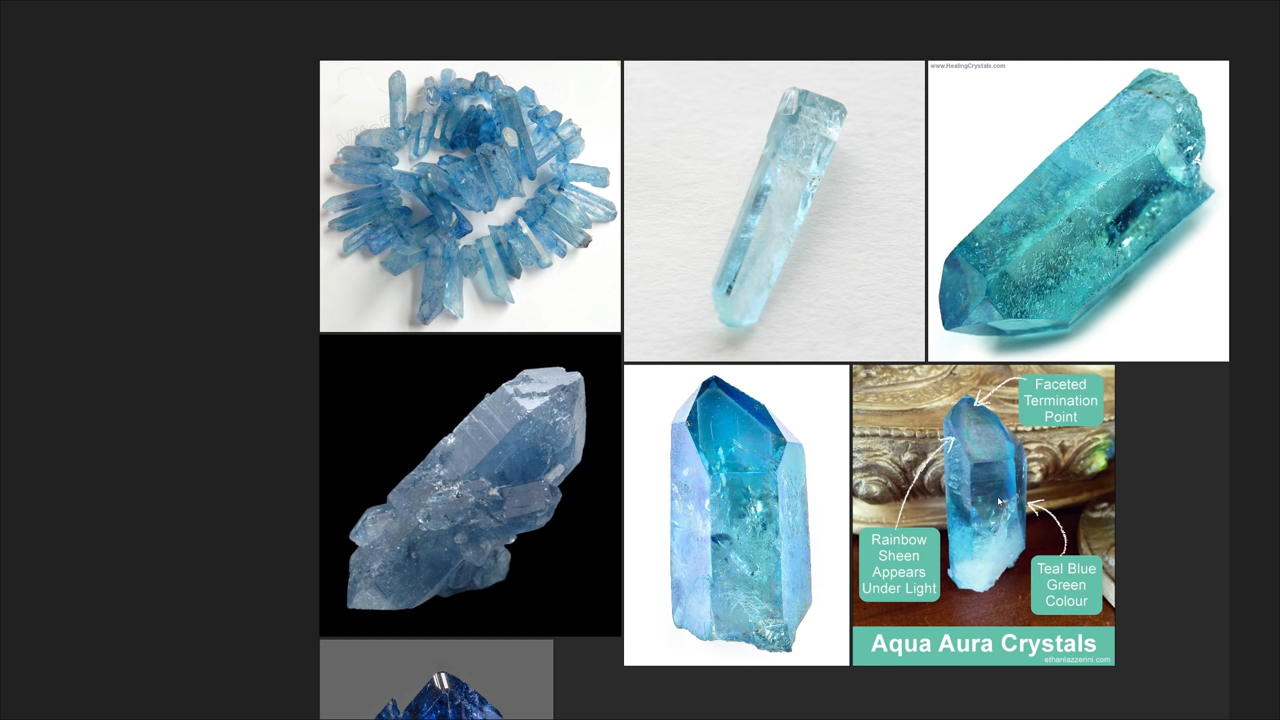 www.HealingCrystals.com
Faceted
Termination
Point
Rainbow
Sheen
Appears
Under Light
Teal Blue
Green
Colour
Aqua Aura Crystals
ethanlazzerini.com